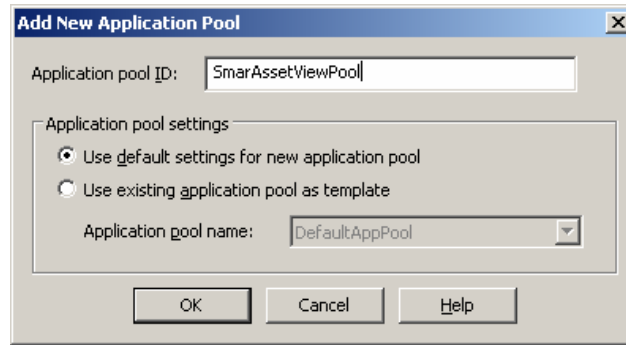 Add New Application Pool
Application pool ID: SmarAssetViewPool
Application pool settings
Use default settings for new application pool
Use existing application pool as template
Application pool name: DefaultAppPool
OK Cancel Help